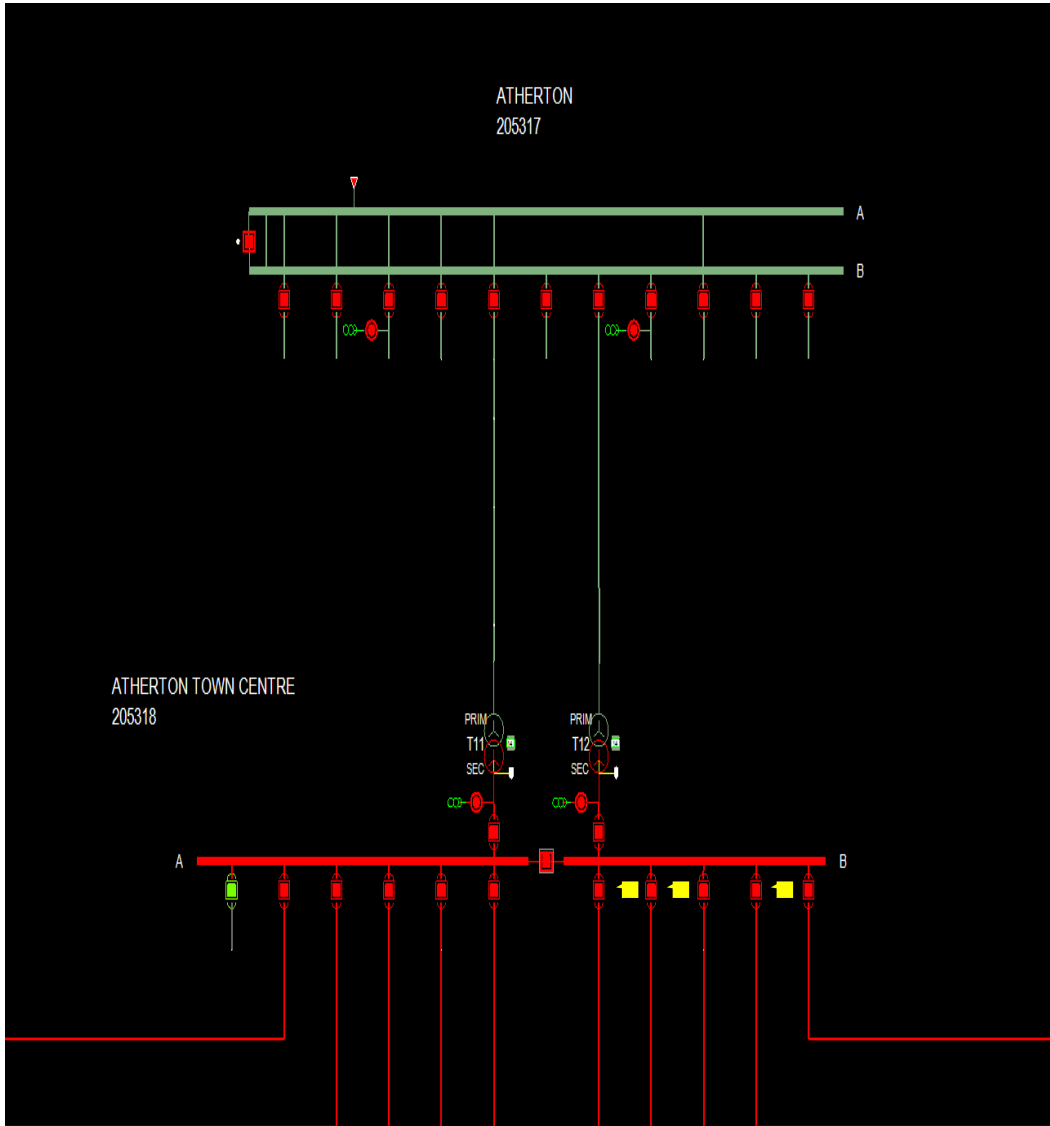 ATHERTON
205317
A
B
ATHERTON TOWN CENTRE
205318
PRIM
PRIM
T11
T12
SEC
SEC
A
B